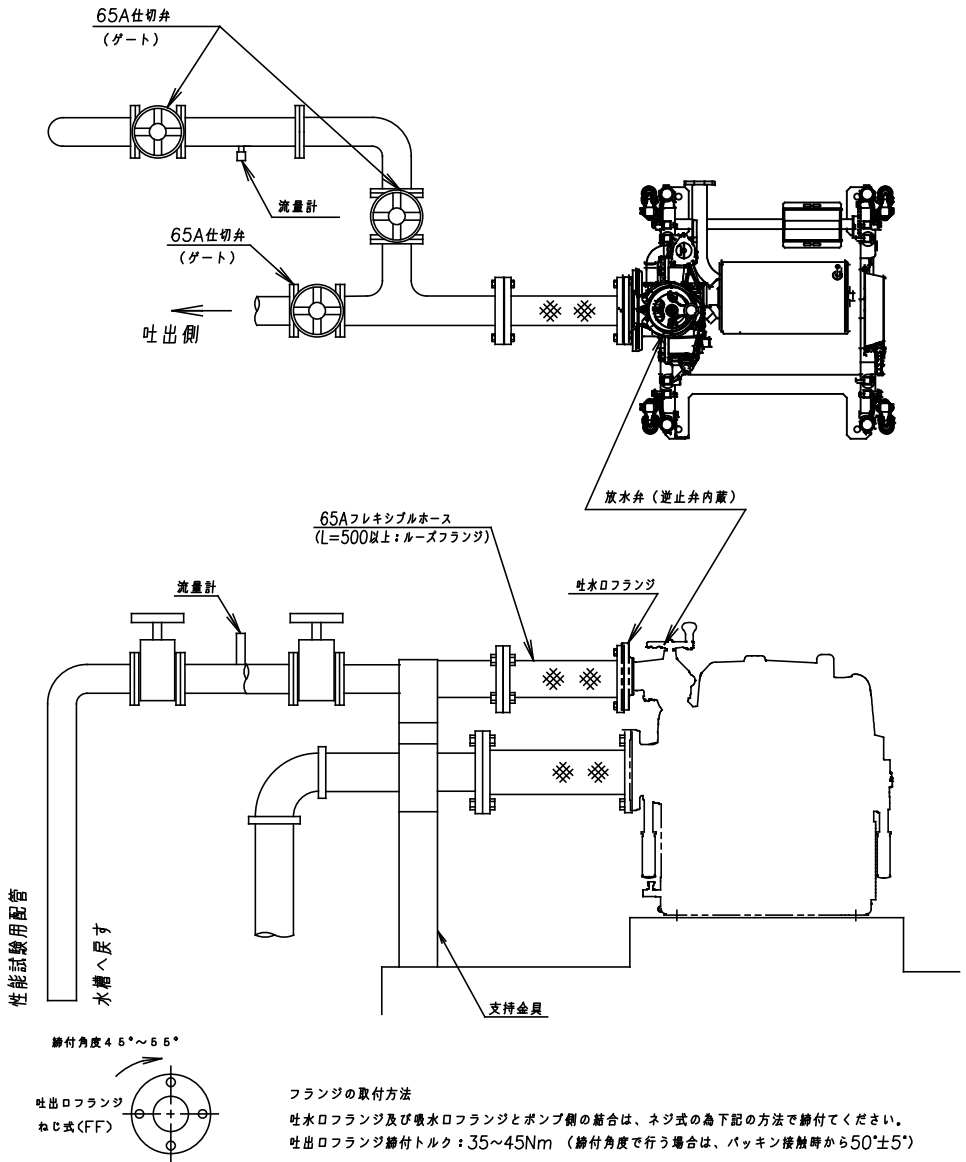 65A仕切弁
(ゲート)
流量計
65A仕切弁
(ゲート)
吐出側
放水弁(逆止弁内蔵)
65Aフレキシブルホース
(L=500以上:ルーズフランジ)
吐水口フランジ
流量計
性能試験用配管
水槽へ戻す
支持金具
締付角度45°~55°
吐出口フランジ
ねじ式(FF)
フランジの取付方法
吐水口フランジ及び吸水口フランジとポンプ側の結合は、ネジ式の為下記の方法で締付てください。
吐出口フランジ締付トルク:35~45Nm (締付角度で行う場合は、パッキン接触時から50°±5°)